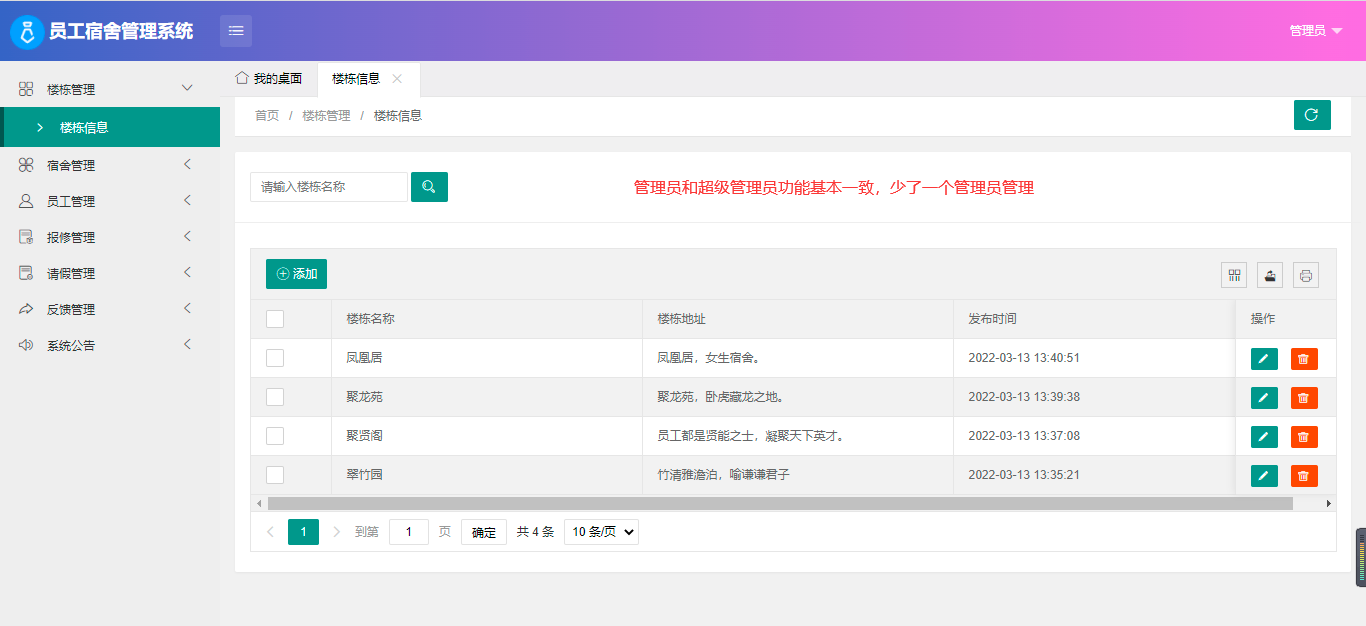 员工宿舍管理系统
管理员
楼栋管理
楼栋信息
宿舍管理
员工管理
报修管理
请假管理
反馈管理
系统公告
我的桌面 楼栋信息
首页 / 楼栋管理 / 楼栋信息
请输入楼栋名称
管理员和超级管理员功能基本一致，少了一个管理员管理
添加
楼栋名称 楼栋地址 发布时间 操作
凤凰居 凤凰居，女生宿舍。 2022-03-13 13:40:51
聚龙苑 聚龙苑，卧虎藏龙之地。 2022-03-13 13:39:38
聚贤阁 员工都是贤能之士，凝聚天下英才。 2022-03-13 13:37:08
翠竹园 竹清雅澹泊，喻谦谦君子 2022-03-13 13:35:21
1 到第 1 页 确定 共 4 条 10 条/页